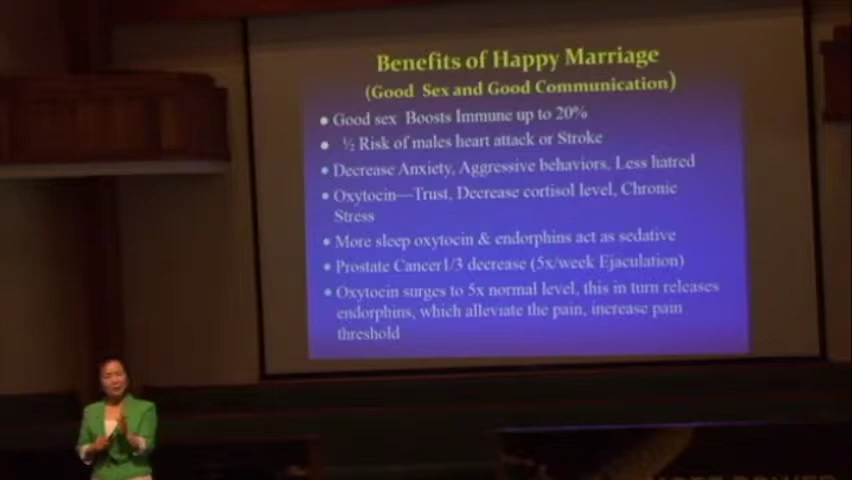 Benefits of Happy Marriage
(Good Sex and Good Communication)
● Good sex Boosts Immune up to 20%
● ½ Risk of males heart attack or Stroke
● Decrease Anxiety, Aggressive behaviors, Less hatred
● Oxytocin—Trust, Decrease cortisol level, Chronic
Stress
● More sleep oxytocin & endorphins act as sedative
● Prostate Cancer1/3 decrease (5x/week Ejaculation)
● Oxytocin surges to 5x normal level, this in turn releases
endorphins, which alleviate the pain, increase pain
threshold